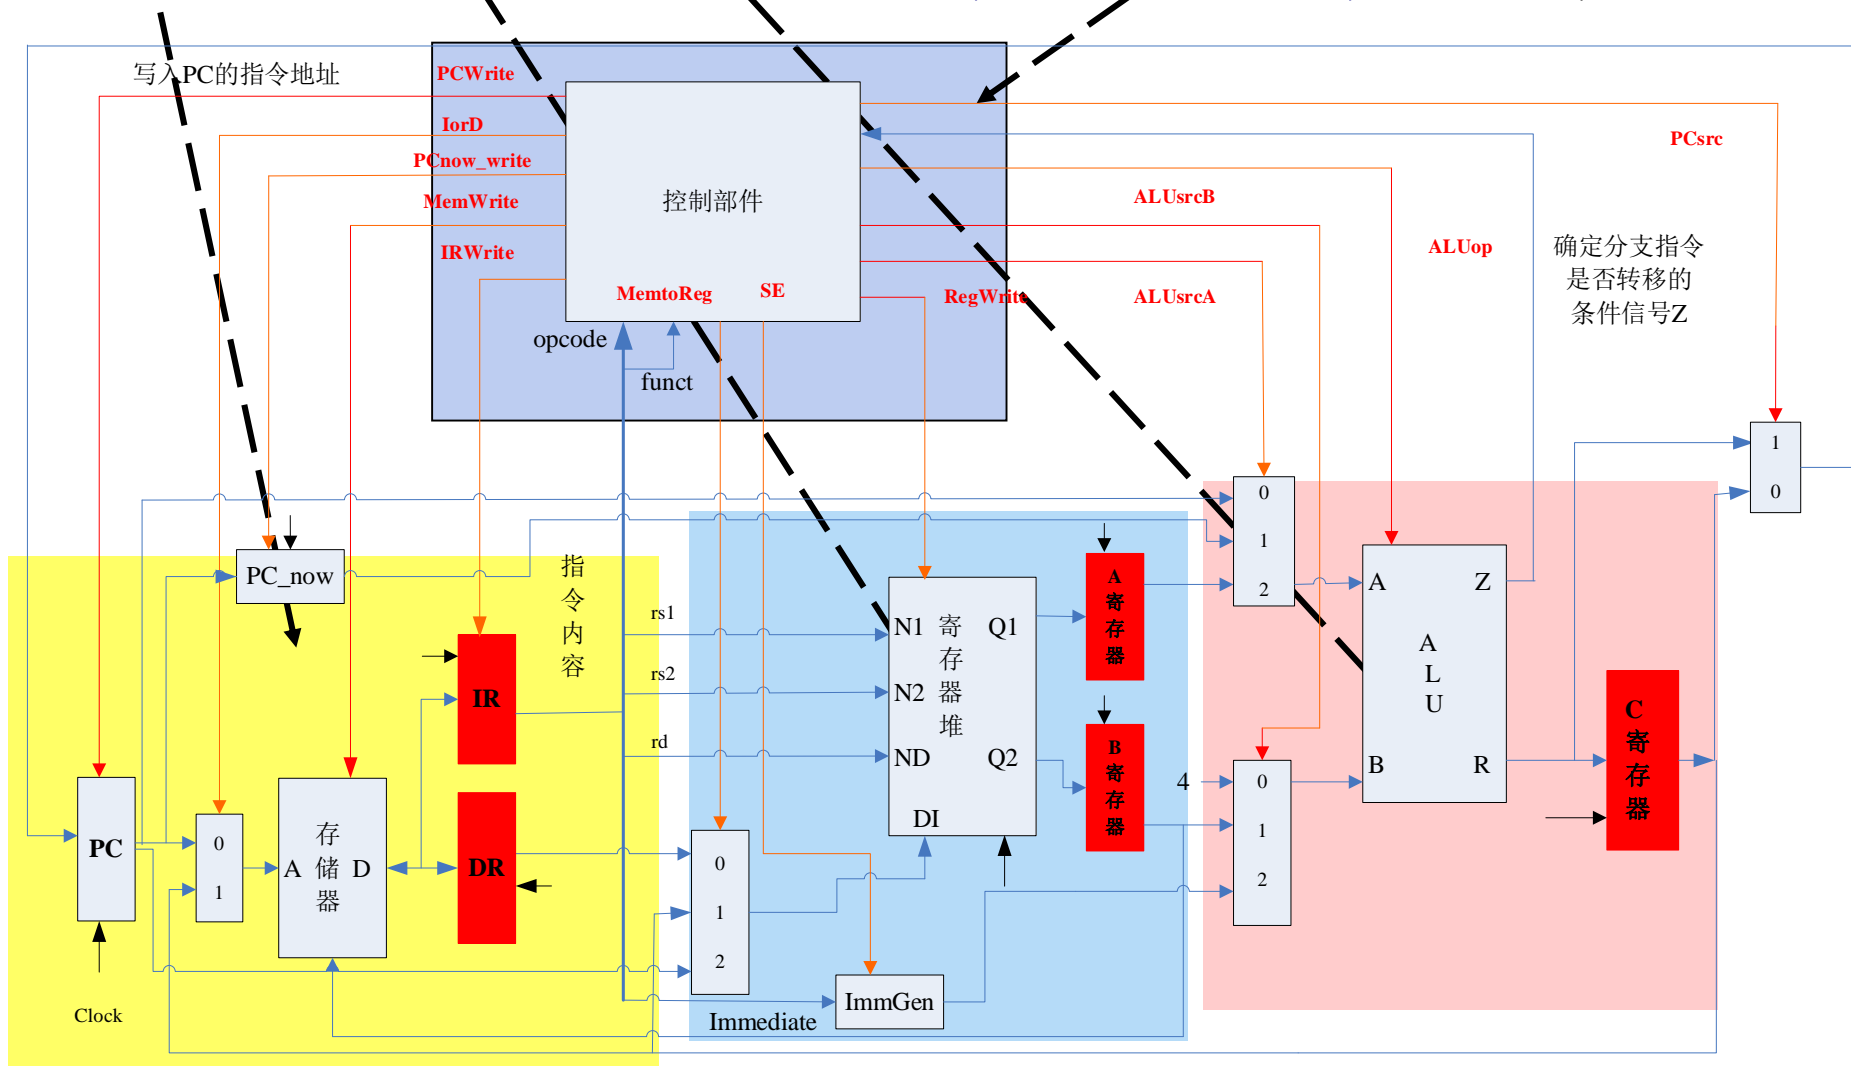 写入PC的指令地址
PCWrite
IorD
PCnow_write
MemWrite
IRWrite
控制部件
MemtoReg
SE
RegWrite
ALUsrcB
ALUsrcA
ALUop
PCsrc
确定分支指令
是否转移的
条件信号Z
opcode
funct
1
0
0
1
2
PC_now
指令内容
IR
DR
rs1
rs2
rd
N1
N2
ND
DI
寄存器堆
Q1
Q2
A寄存器
B寄存器
4
0
1
2
A
B
Z
R
ALU
C寄存器
PC
0
1
A
存储器
D
0
1
2
Clock
ImmGen
Immediate